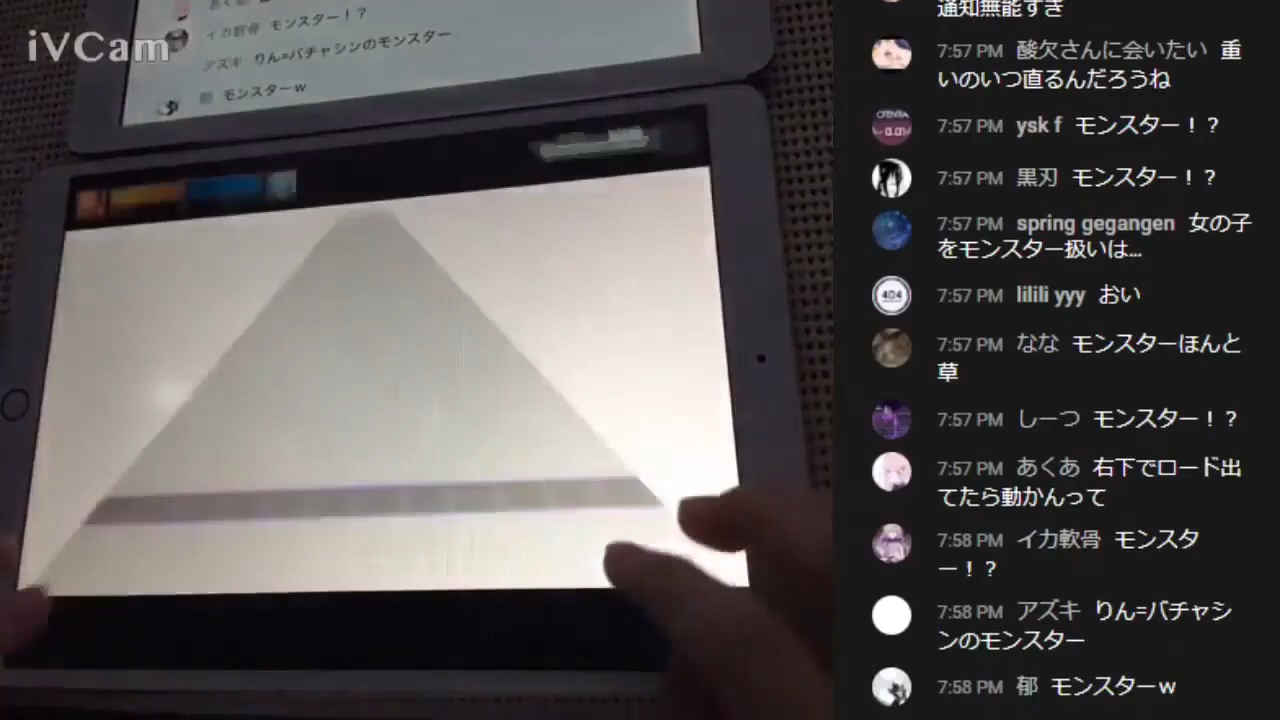 iVCam
イカ軟骨 モンスター！？
アズキ りん=バチャシンのモンスター
郁 モンスターw
通知無能すぎ
7:57 PM 酸欠さんに会いたい 重
いのいつ直るんだろうね
7:57 PM ysk f モンスター！？
7:57 PM 黒刃 モンスター！？
7:57 PM spring gegangen 女の子
をモンスター扱いは...
404
7:57 PM lilili yyy おい
7:57 PM なな モンスターほんと
草
7:57 PM しーつ モンスター！？
7:57 PM あくあ 右下でロード出
てたら動かんって
7:58 PM イカ軟骨 モンスタ
ー！？
7:58 PM アズキ りん=バチャシ
ンのモンスター
7:58 PM 郁 モンスターw